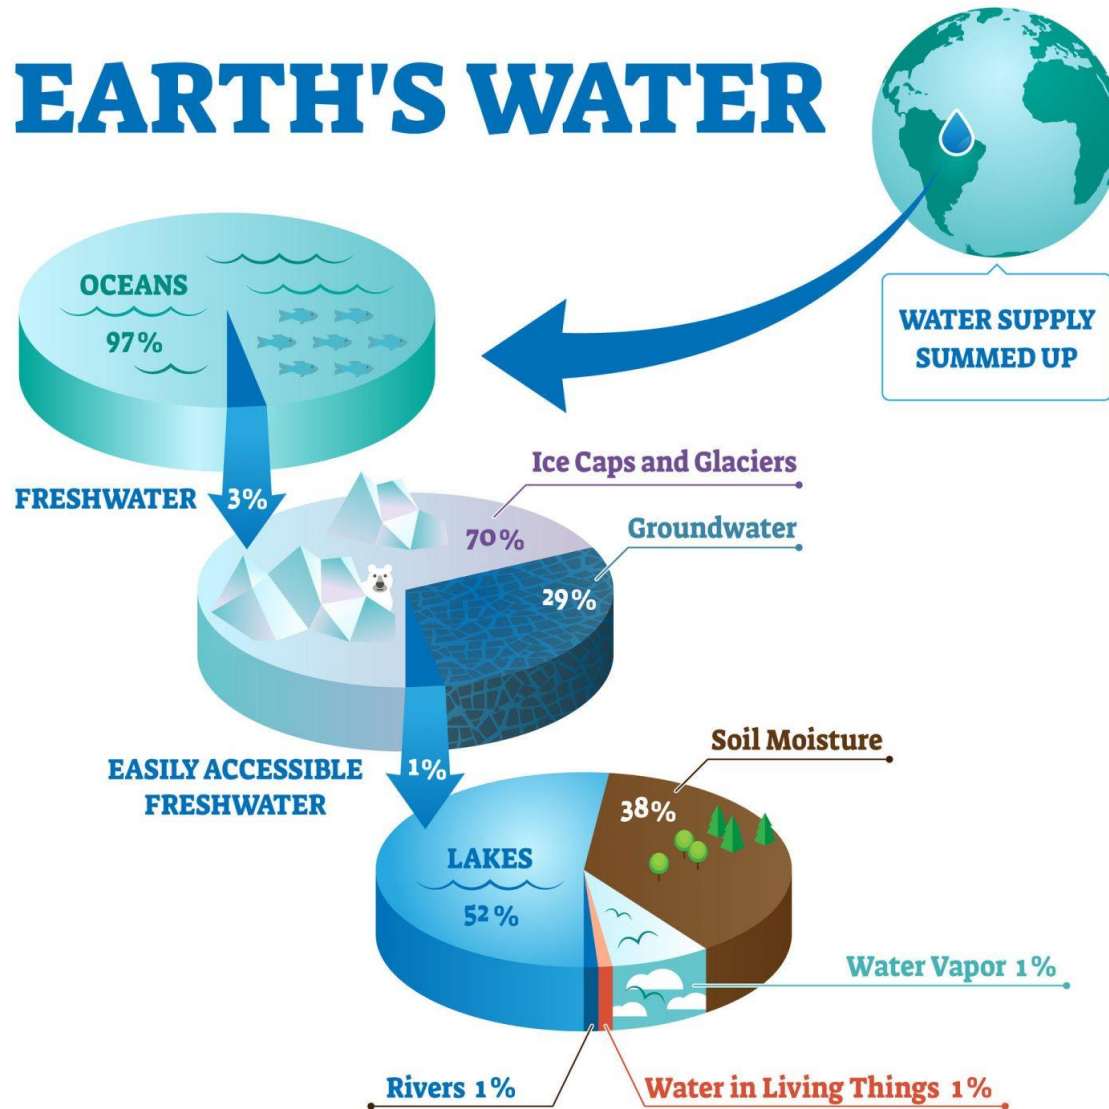 EARTH'S WATER
WATER SUPPLY
SUMMED UP
OCEANS
97%
FRESHWATER
3%
Ice Caps and Glaciers
70%
Groundwater
29%
EASILY ACCESSIBLE
FRESHWATER
1%
Soil Moisture
38%
LAKES
52%
Water Vapor 1%
Rivers 1%
Water in Living Things 1%